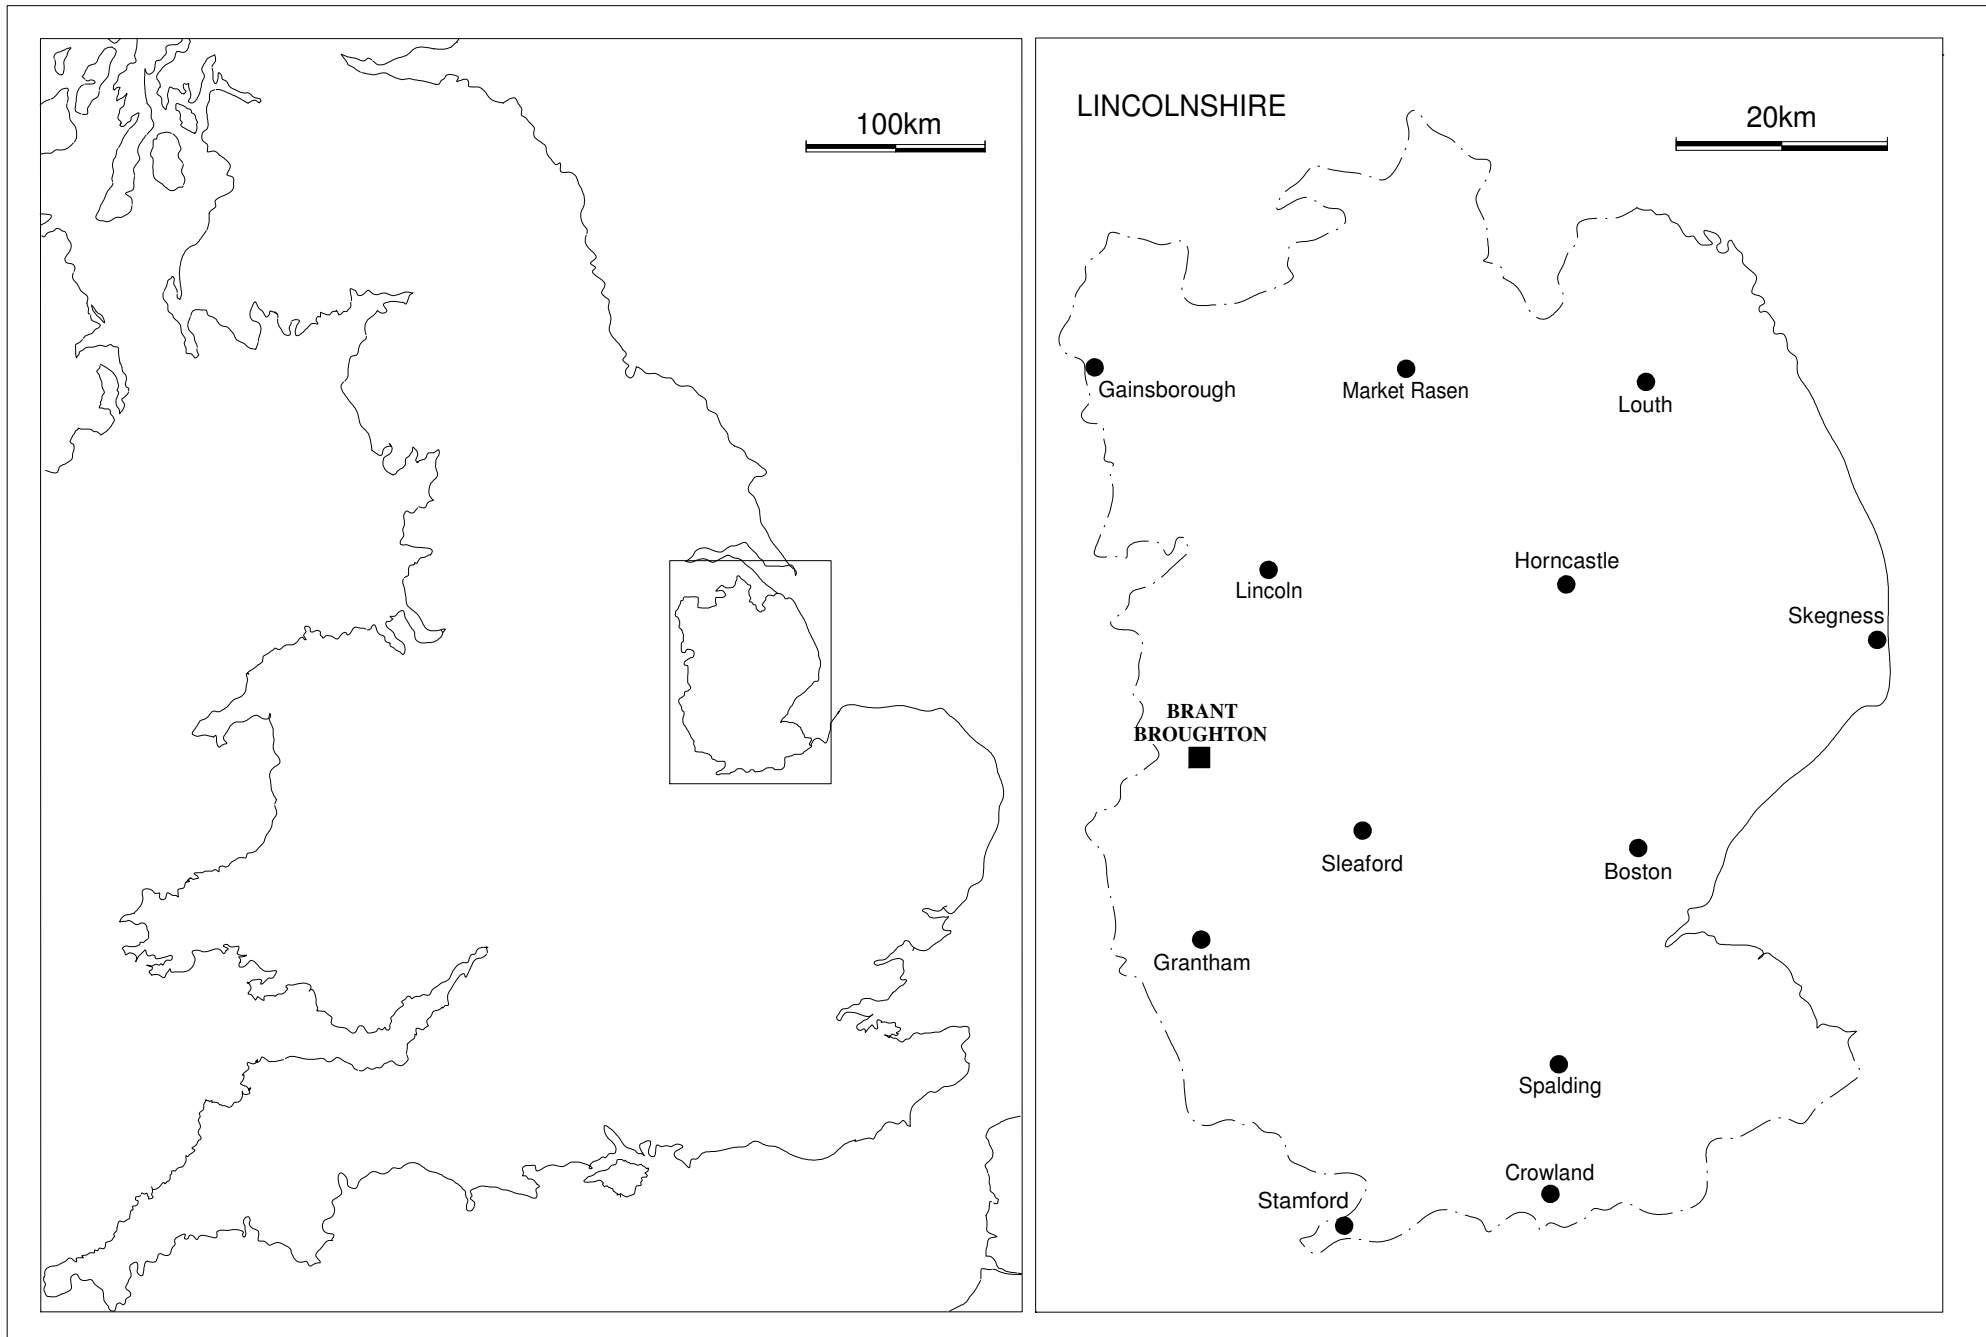 100km
LINCOLNSHIRE
20km
Gainsborough
Market Rasen
Louth
Horncastle
Lincoln
Skegness
BRANT
BROUGHTON
Sleaford
Boston
Grantham
Spalding
Crowland
Stamford